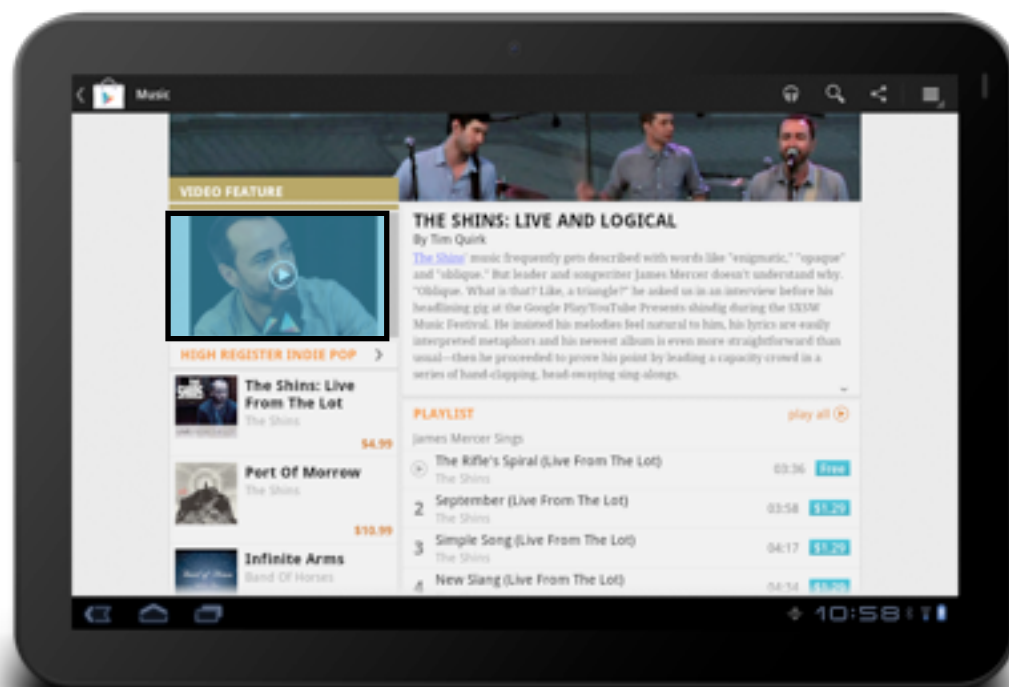 Music
VIDEO FEATURE
THE SHINS: LIVE AND LOGICAL
By Tim Quirk
The Shins' music frequently gets described with words like "enigmatic," "opaque"
and "oblique." But leader and songwriter James Mercer doesn't understand why.
"Oblique. What is that? Like, a triangle?" he asked us in an interview before his
headlining gig at the Google Play/YouTube Presents shindig during the SXSW
Music Festival. He insisted his melodies feel natural to him, his lyrics are easily
interpreted metaphors and his newest album is even more straightforward than
usual—then he proceeded to prove his point by leading a capacity crowd in a
series of hand-clapping, head-swaying sing-alongs.
HIGH REGISTER INDIE POP
The Shins: Live
From The Lot
The Shins
$4.99
Port Of Morrow
The Shins
$10.99
Infinite Arms
Band Of Horses
PLAYLIST
play all
James Mercer Sings
The Rifle's Spiral (Live From The Lot)
The Shins
03:36 Free
2 September (Live From The Lot)
The Shins
03:58 $1.29
3 Simple Song (Live From The Lot)
The Shins
04:17 $1.29
4 New Slang (Live From The Lot)
04:34 $1.29
10:58